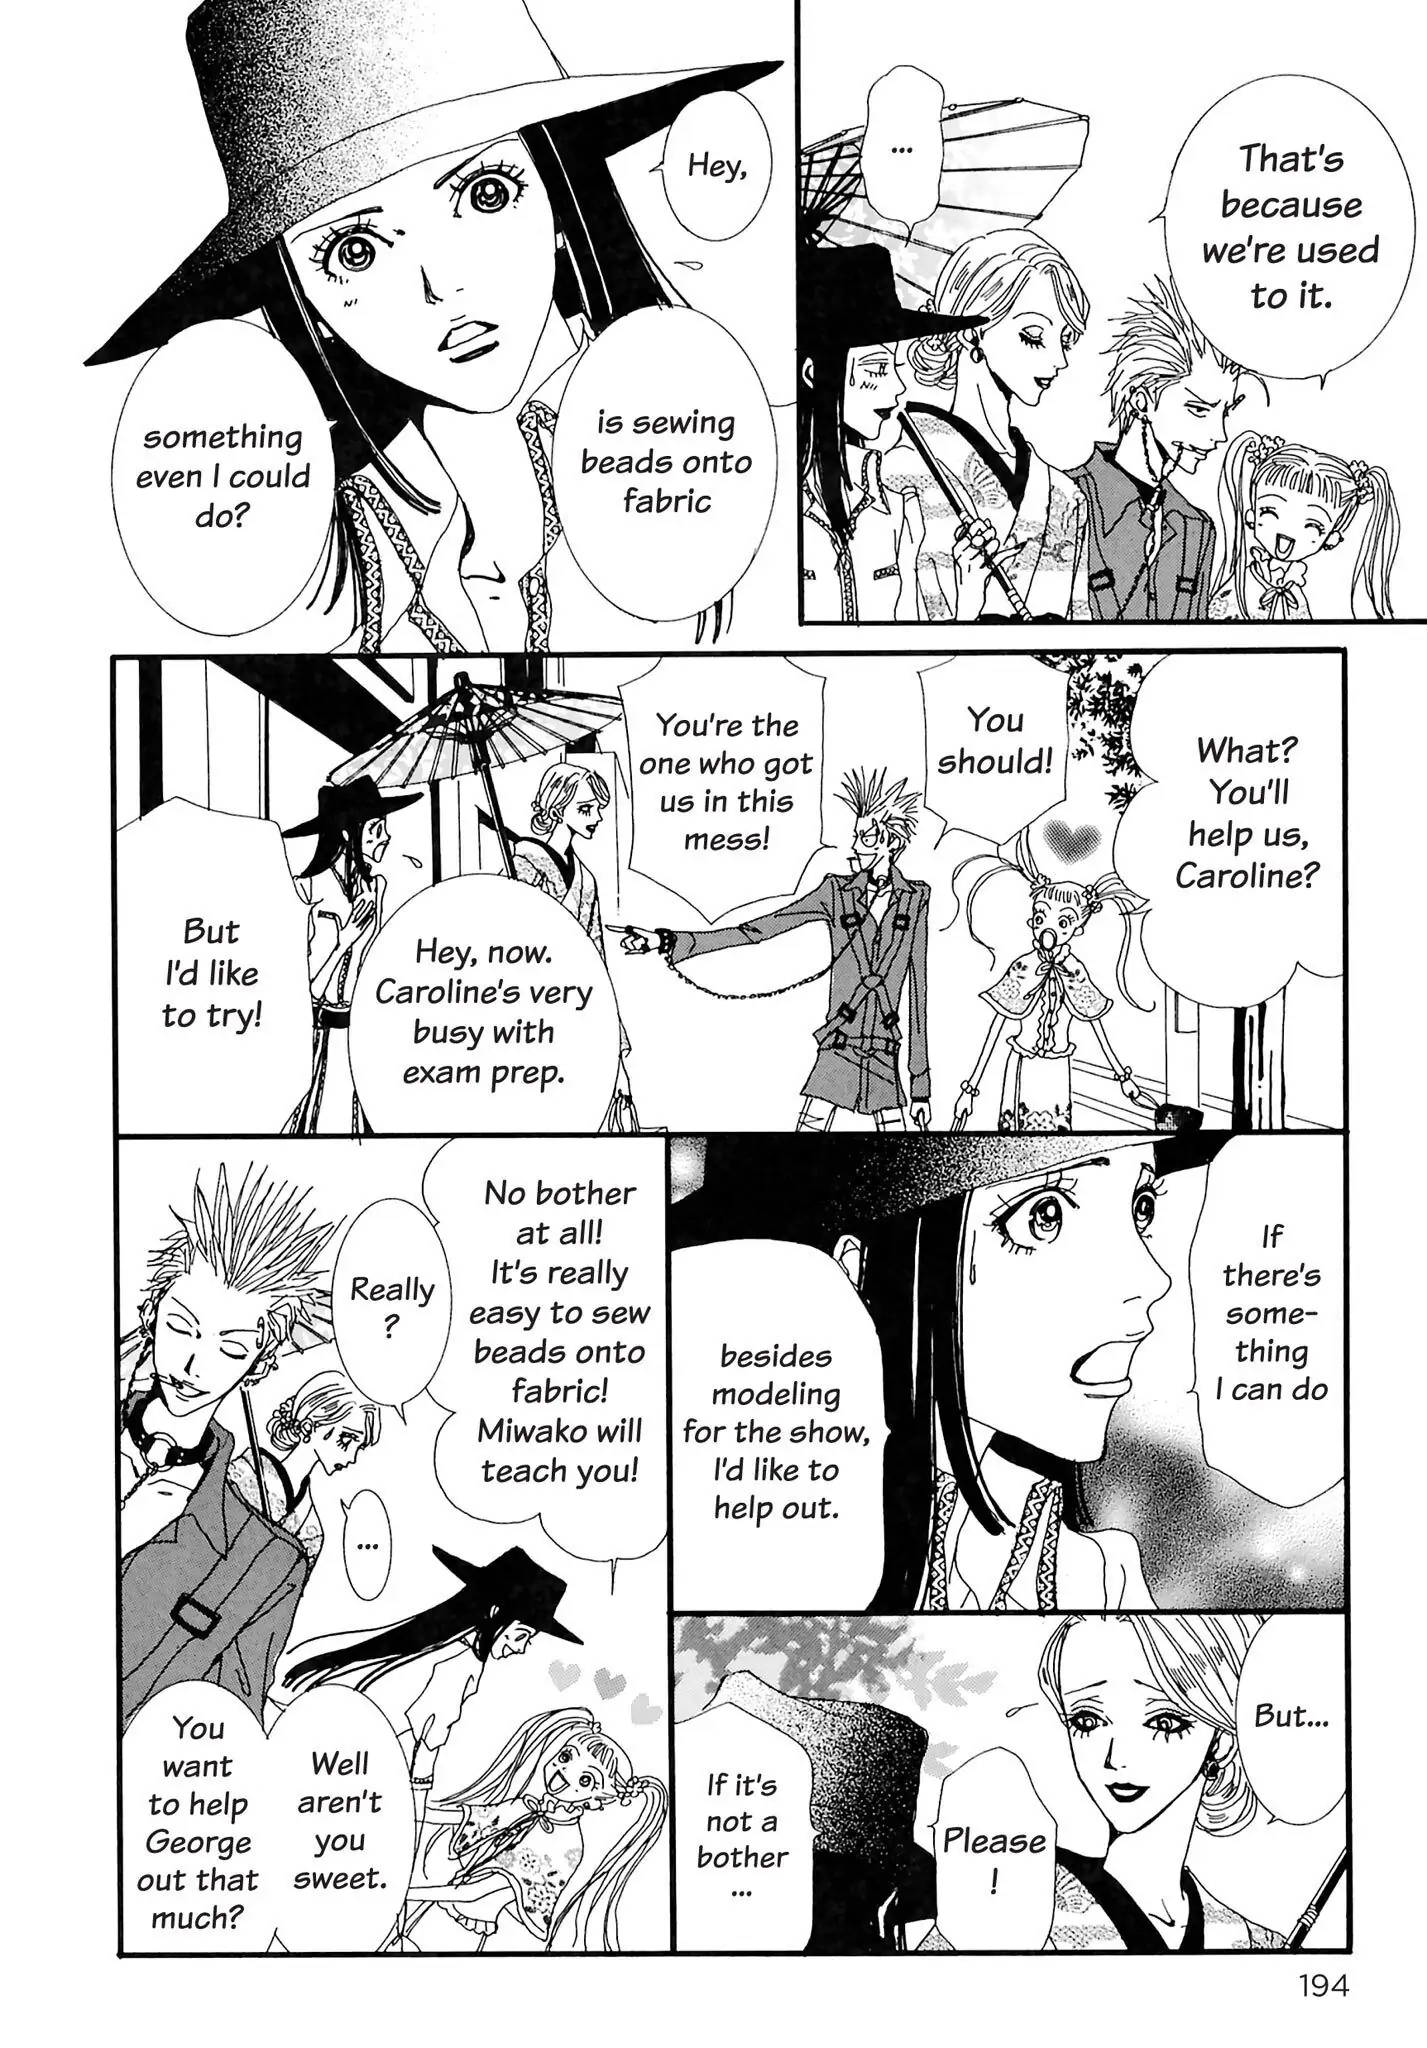 That's
because
we're used
to it.
...
Hey,
is sewing
beads onto
fabric
something
even I could
do?
What?
You'll
help us,
Caroline?
You
should!
You're the
one who got
us in this
mess!
Hey, now.
Caroline's very
busy with
exam prep.
But
I'd like
to try!
If
there's
some-
thing
I can do
besides
modeling
for the show,
I'd like to
help out.
But...
Please
!
If it's
not a
bother
...
No bother
at all!
It's really
easy to sew
beads onto
fabric!
Miwako will
teach you!
Really
?
...
Well
aren't
you
sweet.
You
want
to help
George
out that
much?
194